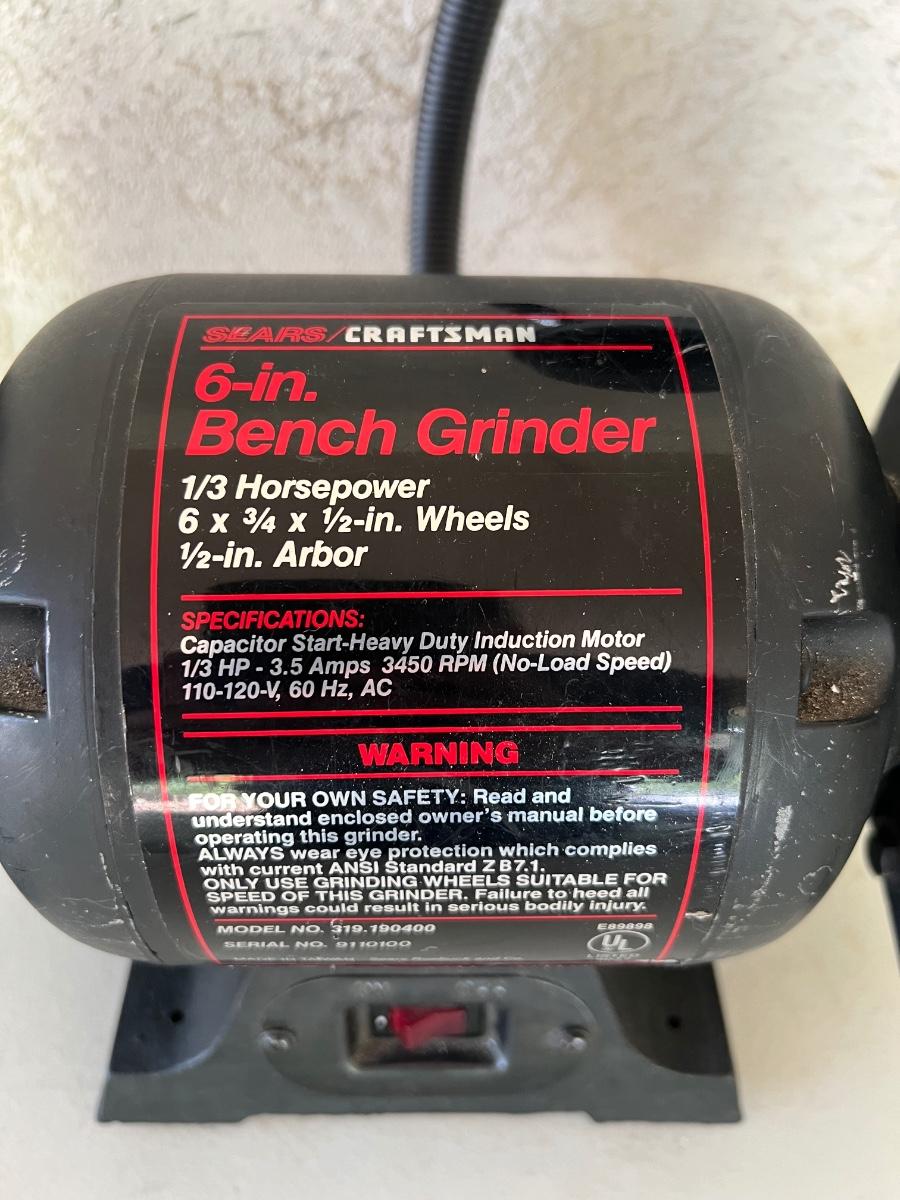 SEARS/CRAFTSMAN
6-in.
Bench Grinder
1/3 Horsepower
6 x ¾ x ½-in. Wheels
½-in. Arbor
SPECIFICATIONS:
Capacitor Start-Heavy Duty Induction Motor
1/3 HP - 3.5 Amps 3450 RPM (No-Load Speed)
110-120-V, 60 Hz, AC
WARNING
FOR YOUR OWN SAFETY: Read and
understand enclosed owner's manual before
operating this grinder.
ALWAYS wear eye protection which complies
with current ANSI Standard Z 87.1.
ONLY USE GRINDING WHEELS SUITABLE FOR
SPEED OF THIS GRINDER. Failure to heed all
warnings could result in serious bodily injury.
MODEL NO. 319.190400
E89898
SERIAL NO. 9110100
UL
LISTED
MADE IN TAIWAN